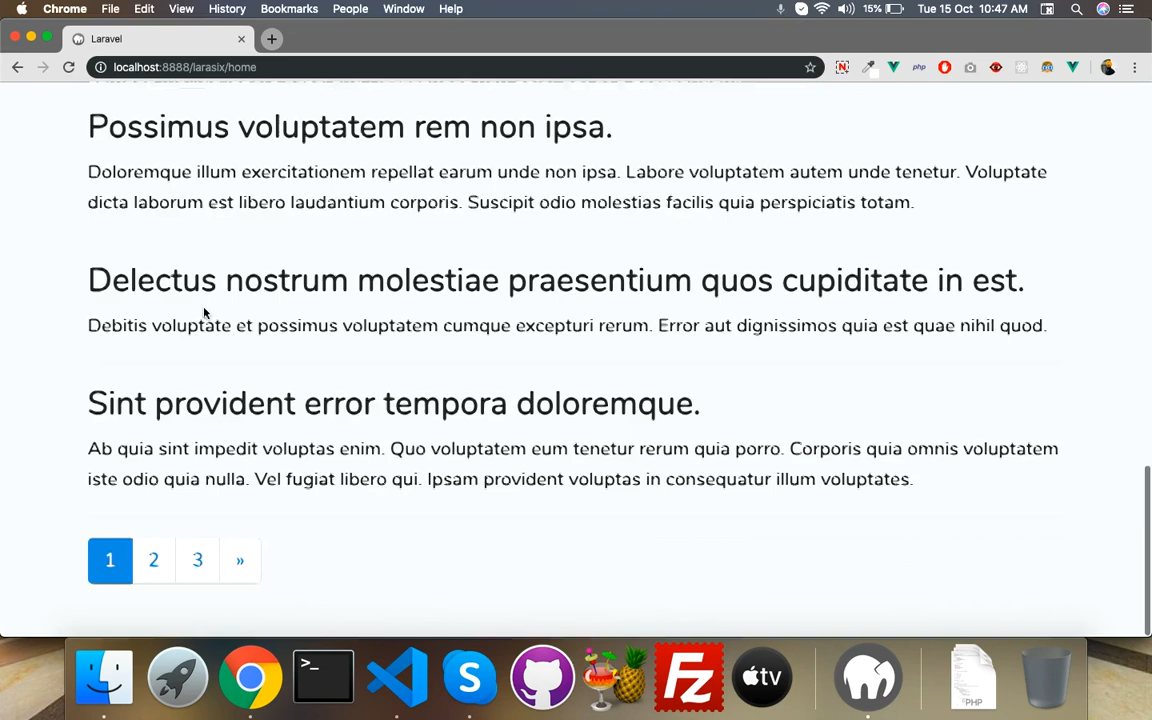 Chrome File Edit View History Bookmarks People Window Help 15% Tue 15 Oct 10:47 AM
Laravel
localhost:8888/larasix/home
php
Possimus voluptatem rem non ipsa.
Doloremque illum exercitationem repellat earum unde non ipsa. Labore voluptatem autem unde tenetur. Voluptate
dicta laborum est libero laudantium corporis. Suscipit odio molestias facilis quia perspiciatis totam.
Delectus nostrum molestiae praesentium quos cupiditate in est.
Debitis voluptate et possimus voluptatem cumque excepturi rerum. Error aut dignissimos quia est quae nihil quod.
Sint provident error tempora doloremque.
Ab quia sint impedit voluptas enim. Quo voluptatem eum tenetur rerum quia porro. Corporis quia omnis voluptatem
iste odio quia nulla. Vel fugiat libero qui. Ipsam provident voluptas in consequatur illum voluptates.
1 2 3 »
>_ S Fz tv PHP